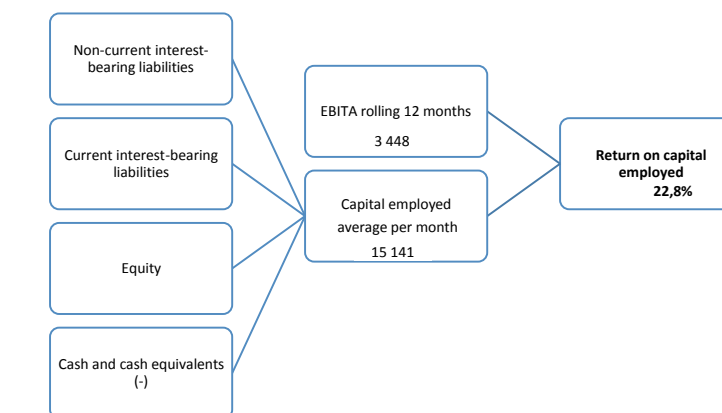 Non-current interest-
bearing liabilities
Current interest-bearing
liabilities
Equity
Cash and cash equivalents
(-)
EBITA rolling 12 months
3 448
Capital employed
average per month
15 141
Return on capital
employed
22,8%